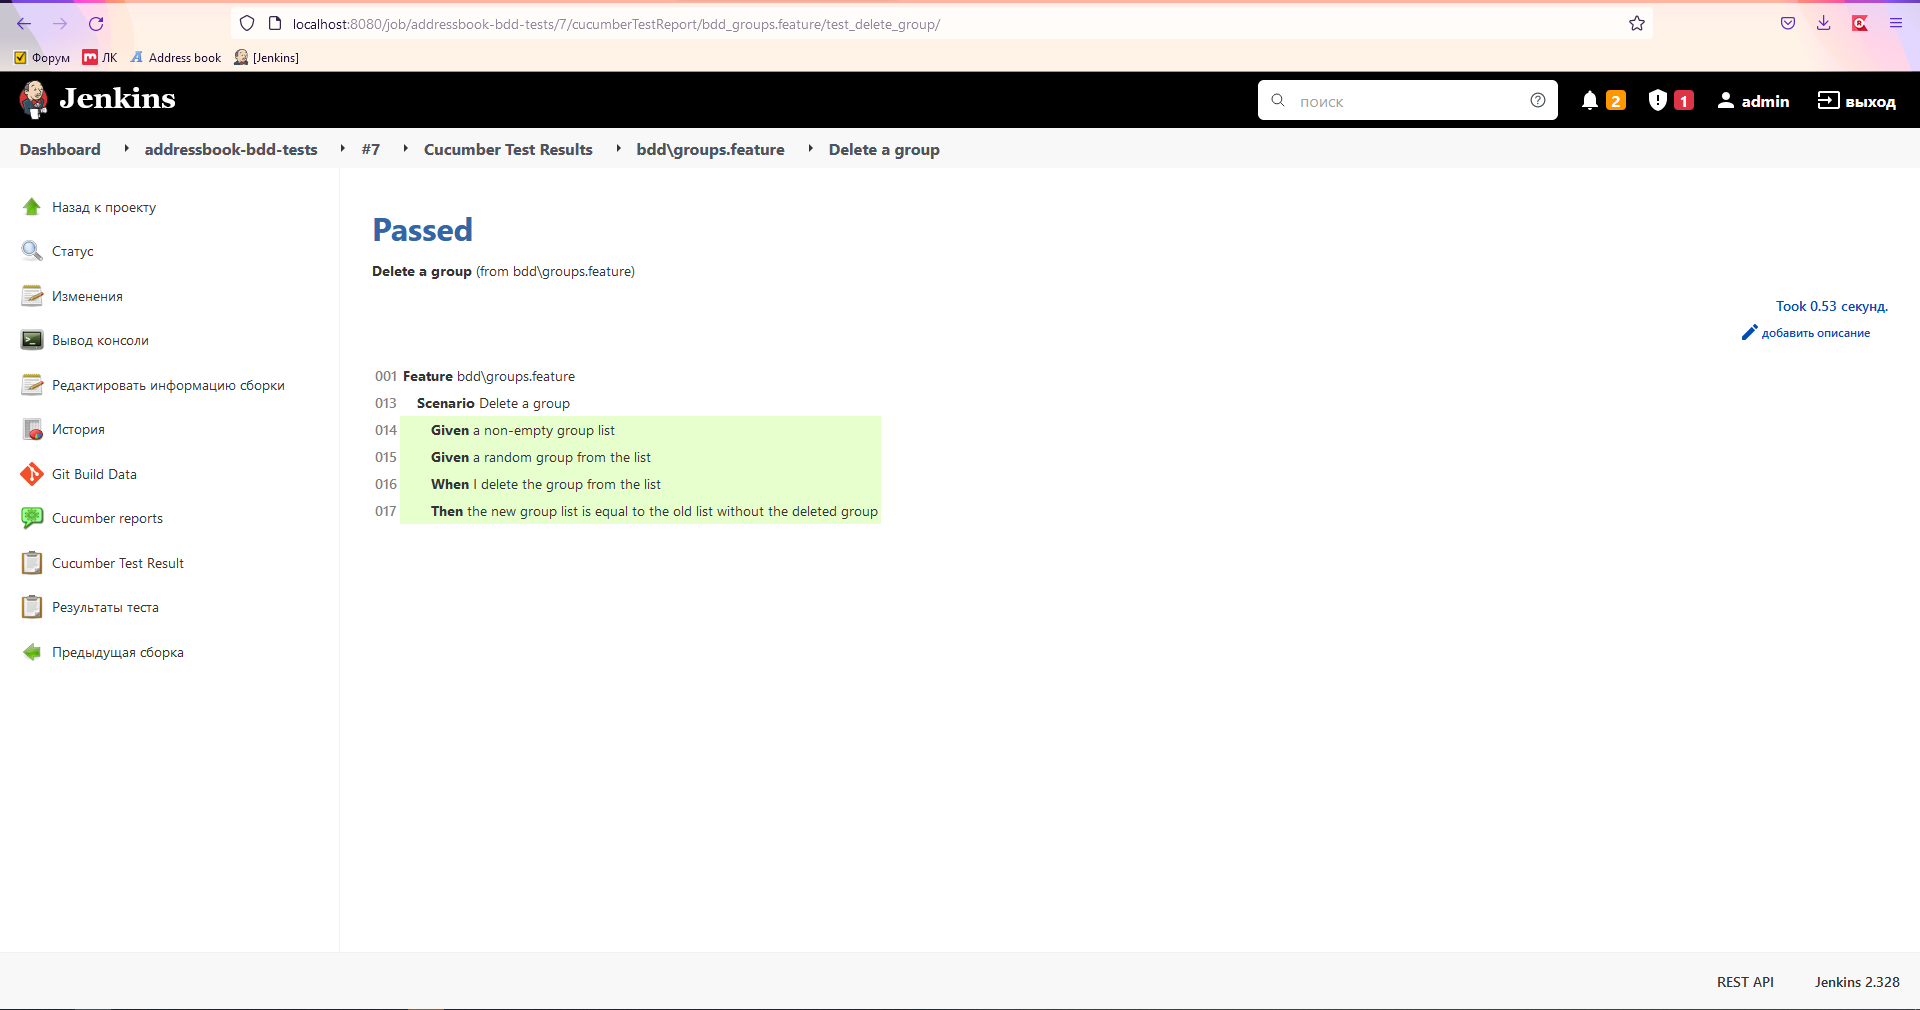 localhost:8080/job/addressbook-bdd-tests/7/cucumberTestReport/bdd_groups.feature/test_delete_group/
Форум ЛК Address book [Jenkins]
Jenkins поиск 2 1 admin выход
Dashboard addressbook-bdd-tests #7 Cucumber Test Results bdd\groups.feature Delete a group
Назад к проекту
Статус
Изменения
Вывод консоли
Редактировать информацию сборки
История
Git Build Data
Cucumber reports
Cucumber Test Result
Результаты теста
Предыдущая сборка
Passed
Delete a group (from bdd\groups.feature)
Took 0.53 секунд.
добавить описание
001 Feature bdd\groups.feature
013 Scenario Delete a group
014 Given a non-empty group list
015 Given a random group from the list
016 When I delete the group from the list
017 Then the new group list is equal to the old list without the deleted group
REST API Jenkins 2.328